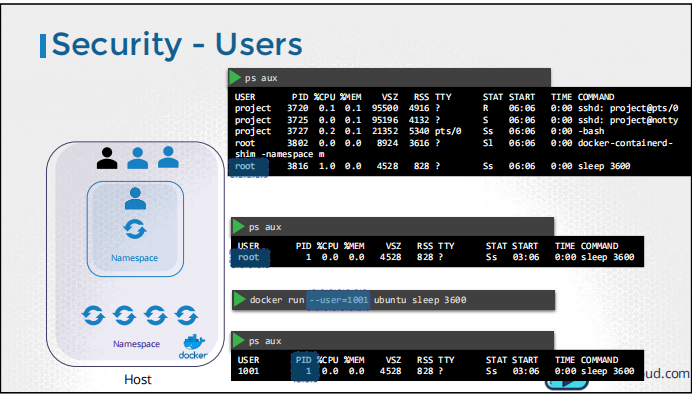 Security - Users
ps aux
USER PID %CPU %MEM VSZ RSS TTY STAT START TIME COMMAND
project 3720 0.1 0.1 95500 4916 ? R 06:06 0:00 sshd: project@pts/0
project 3725 0.0 0.1 95196 4132 ? S 06:06 0:00 sshd: project@notty
project 3727 0.2 0.1 21352 5340 pts/0 Ss 06:06 0:00 -bash
root 3802 0.0 0.0 8924 3616 ? Sl 06:06 0:00 docker-containerd-
shim -namespace m
root 3816 1.0 0.0 4528 828 ? Ss 06:06 0:00 sleep 3600
ps aux
USER PID %CPU %MEM VSZ RSS TTY STAT START TIME COMMAND
root 1 0.0 0.0 4528 828 ? Ss 03:06 0:00 sleep 3600
docker run --user=1001 ubuntu sleep 3600
ps aux
USER PID %CPU %MEM VSZ RSS TTY STAT START TIME COMMAND
1001 1 0.0 0.0 4528 828 ? Ss 03:06 0:00 sleep 3600
Namespace
Namespace
docker
Host
oud.com